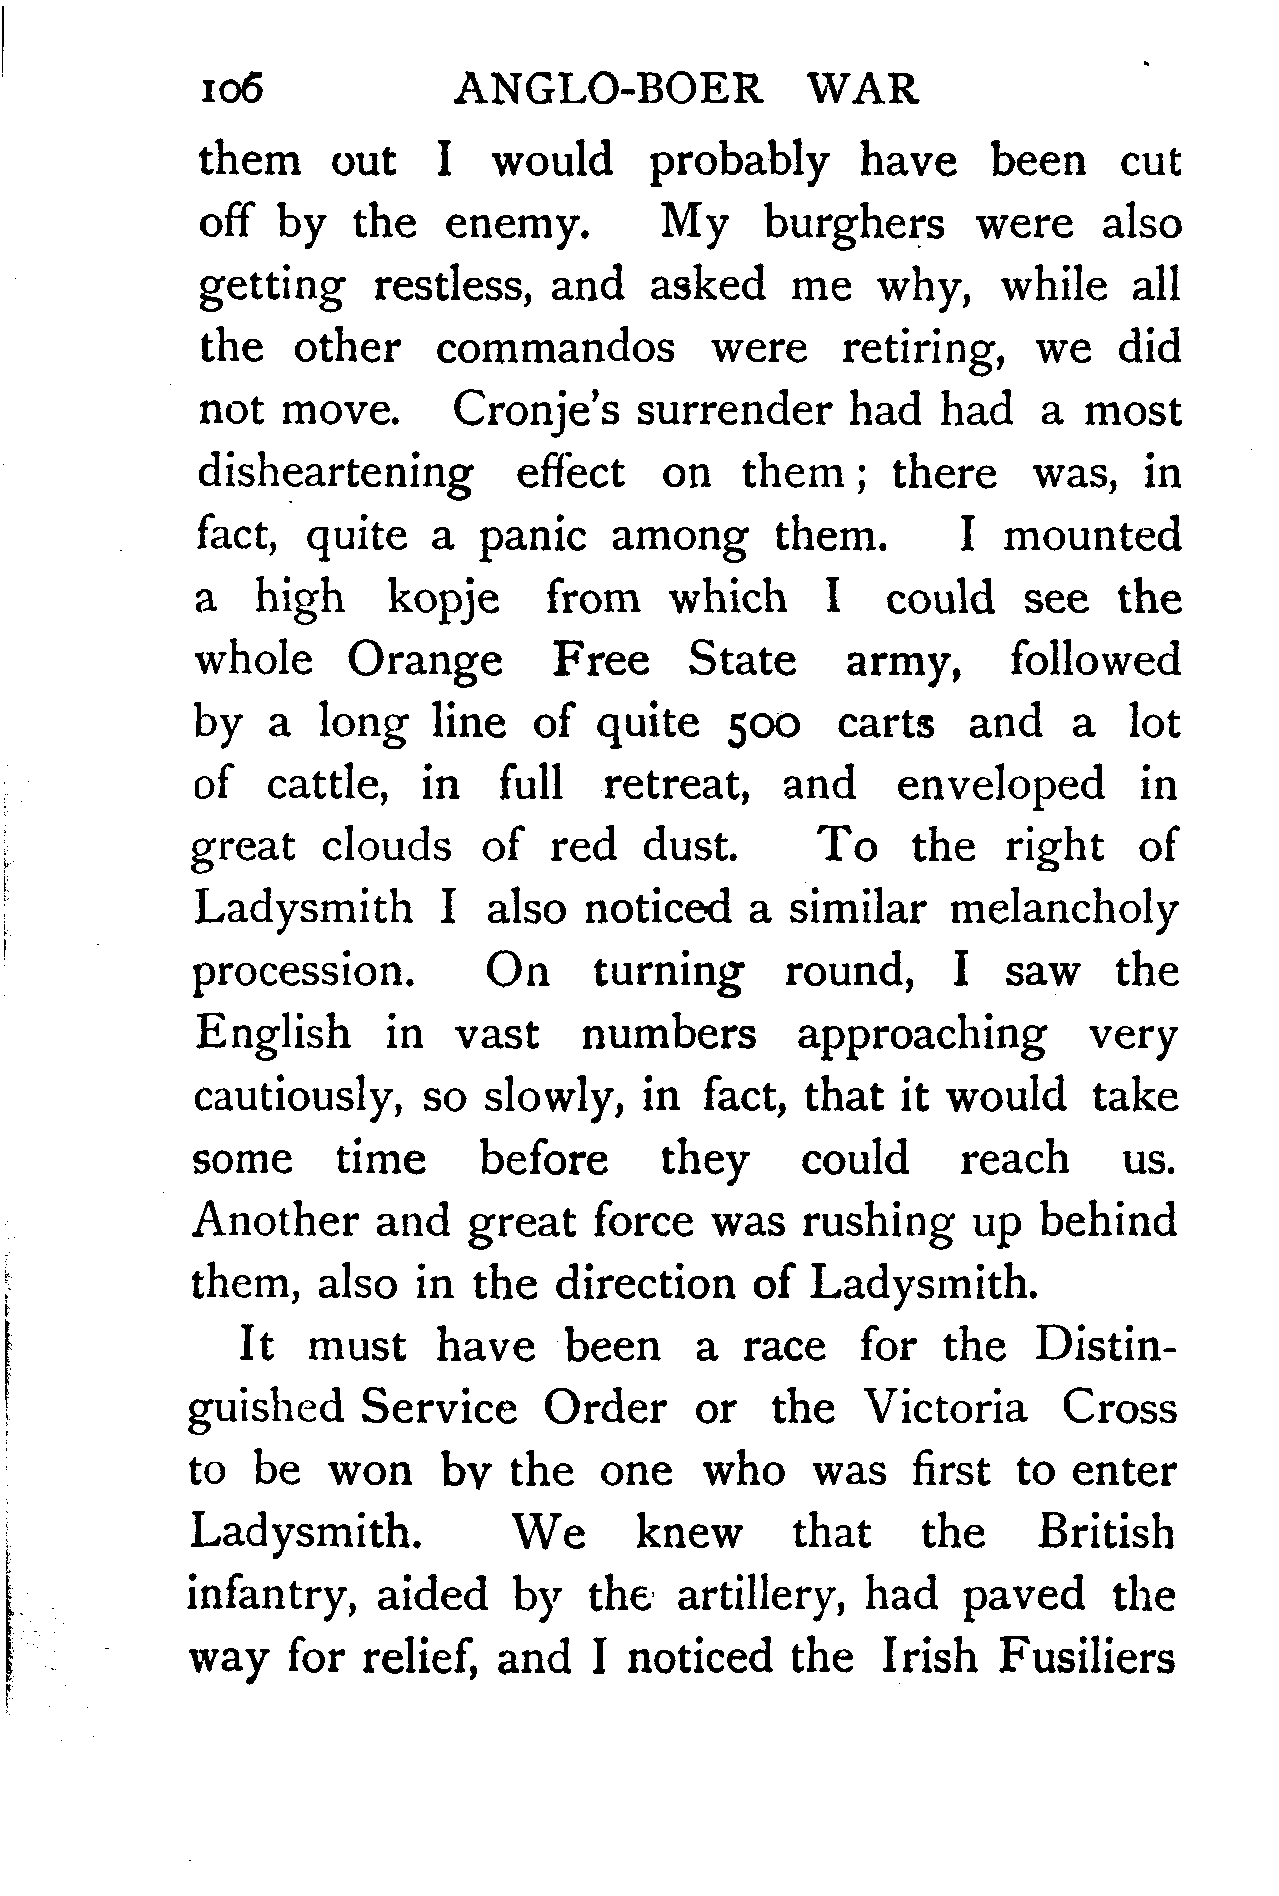 106 ANGLO-BOER WAR
them out I would probably have been cut
off by the enemy. My burghers were also
getting restless, and asked me why, while all
the other commandos were retiring, we did
not move. Cronje's surrender had had a most
disheartening effect on them ; there was, in
fact, quite a panic among them. I mounted
a high kopje from which I could see the
whole Orange Free State army, followed
by a long line of quite 500 carts and a lot
of cattle, in full retreat, and enveloped in
great clouds of red dust. To the right of
Ladysmith I also noticed a similar melancholy
procession. On turning round, I saw the
English in vast numbers approaching very
cautiously, so slowly, in fact, that it would take
some time before they could reach us.
Another and great force was rushing up behind
them, also in the direction of Ladysmith.
It must have been a race for the Distin-
guished Service Order or the Victoria Cross
to be won by the one who was first to enter
Ladysmith. We knew that the British
infantry, aided by the artillery, had paved the
way for relief, and I noticed the Irish Fusiliers